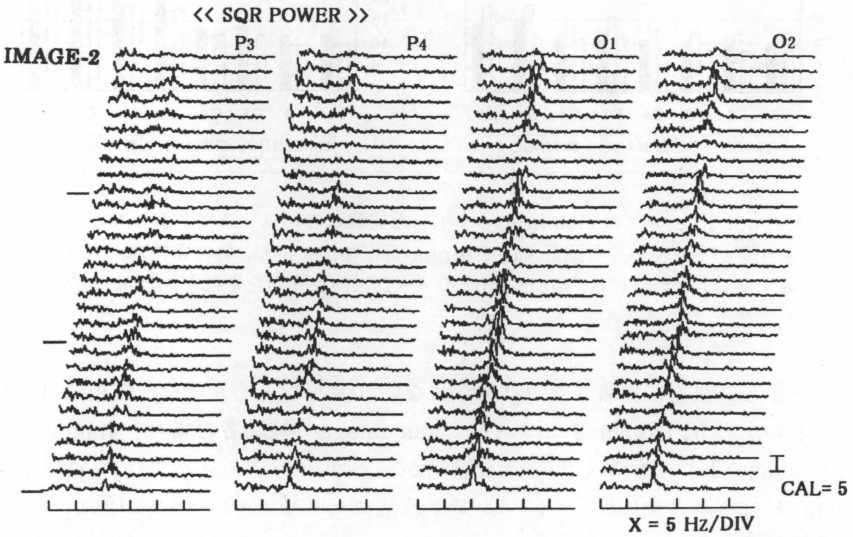 << SQR POWER >>
P3 P4 O1 O2
IMAGE-2
CAL= 5
X = 5 Hz/DIV